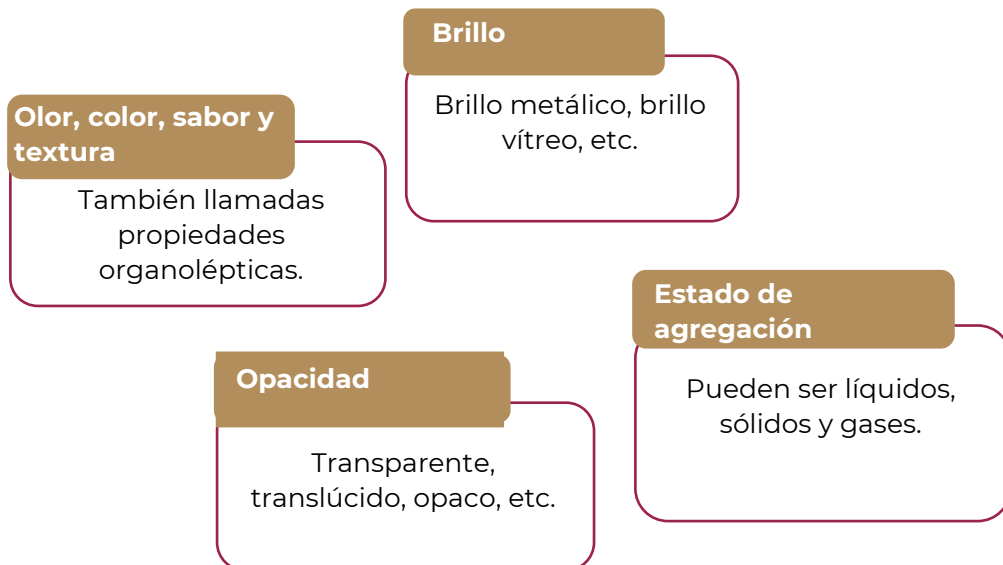 Brillo
Brillo metálico, brillo
vítreo, etc.
Olor, color, sabor y
textura
También llamadas
propiedades
organolépticas.
Estado de
agregación
Pueden ser líquidos,
sólidos y gases.
Opacidad
Transparente,
translúcido, opaco, etc.